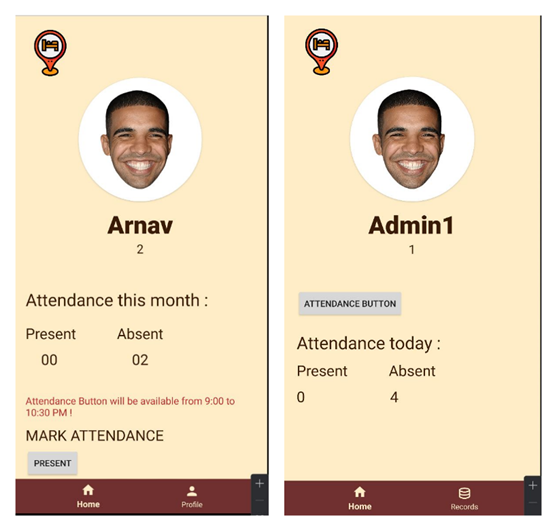 Arnav
2
Attendance this month :
Present Absent
00 02
Attendance Button will be available from 9:00 to
10:30 PM !
MARK ATTENDANCE
PRESENT
Home Profile
Admin1
1
ATTENDANCE BUTTON
Attendance today :
Present Absent
0 4
Home Records